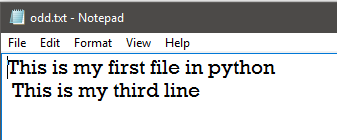 odd.txt - Notepad
File Edit Format View Help
This is my first file in python
This is my third line